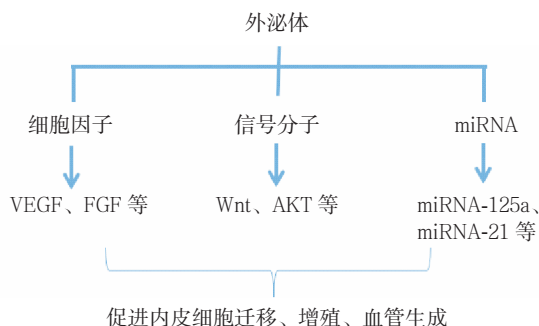 外泌体
细胞因子
信号分子
miRNA
VEGF、FGF 等
Wnt、AKT 等
miRNA-125a、
miRNA-21 等
促进内皮细胞迁移、增殖、血管生成